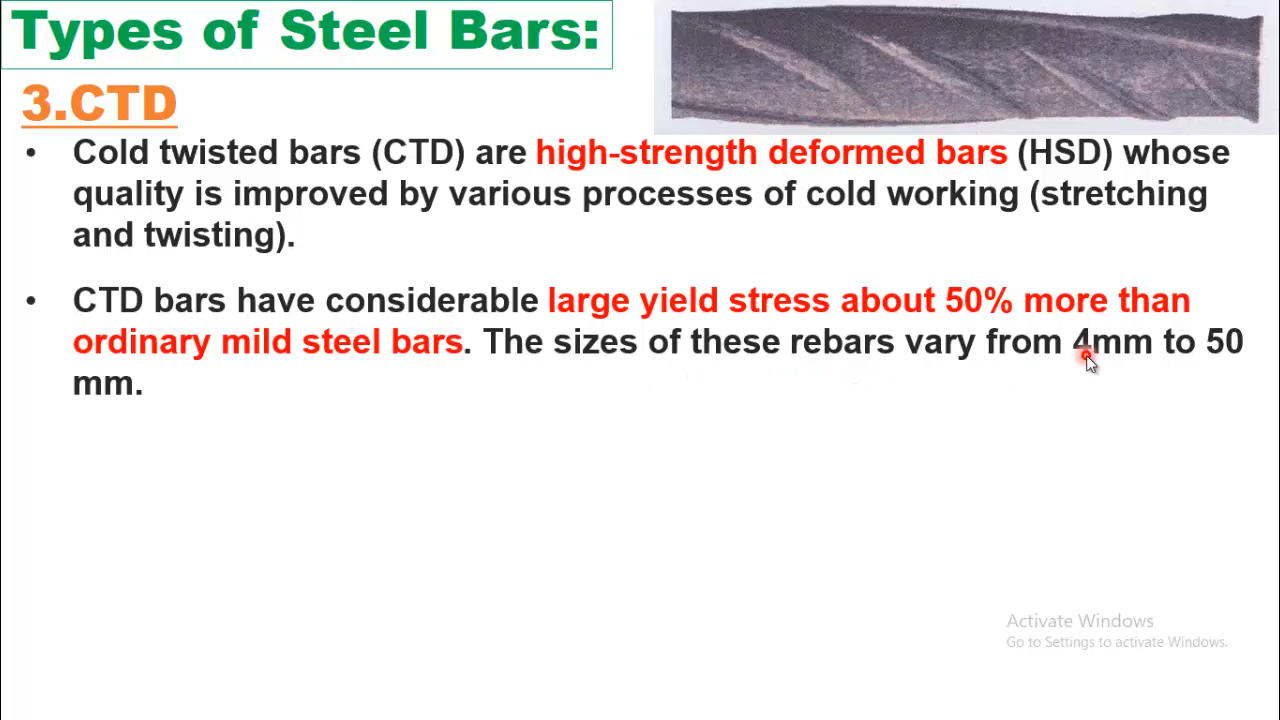 Types of Steel Bars:
3.CTD
• Cold twisted bars (CTD) are high-strength deformed bars (HSD) whose
quality is improved by various processes of cold working (stretching
and twisting).
• CTD bars have considerable large yield stress about 50% more than
ordinary mild steel bars. The sizes of these rebars vary from 4mm to 50
mm.
Activate Windows
Go to Settings to activate Windows.